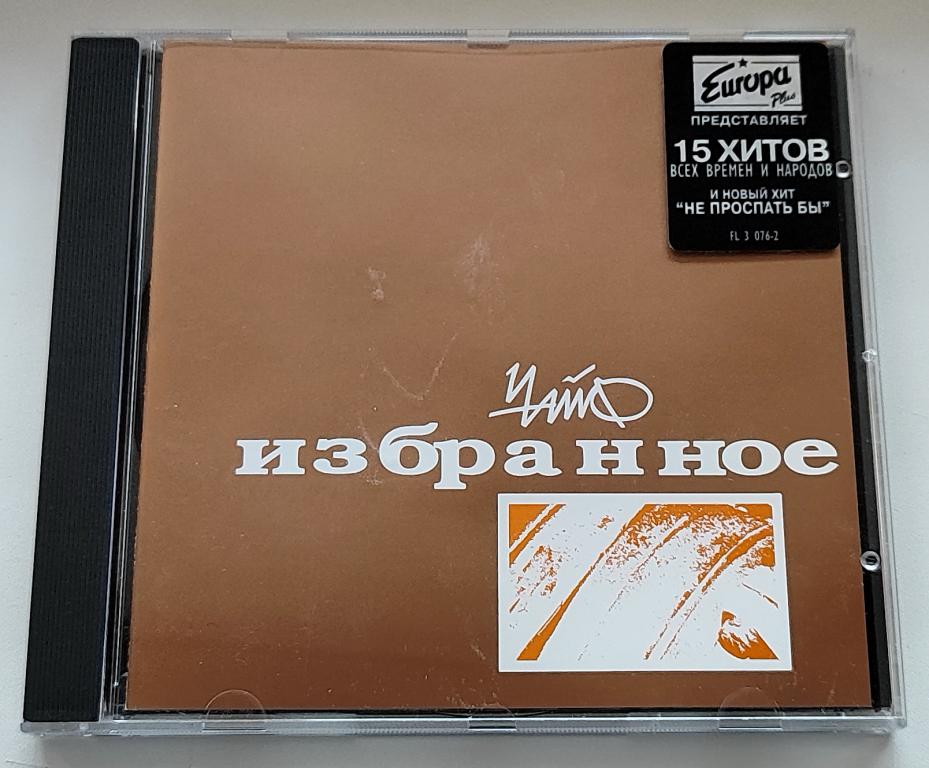 Europa
Plus
ПРЕДСТАВЛЯЕТ
15 ХИТОВ
ВСЕХ ВРЕМЕН И НАРОДОВ
И НОВЫЙ ХИТ
“НЕ ПРОСПАТЬ БЫ”
FL 3 076-2
ЧАЙФ
избранное